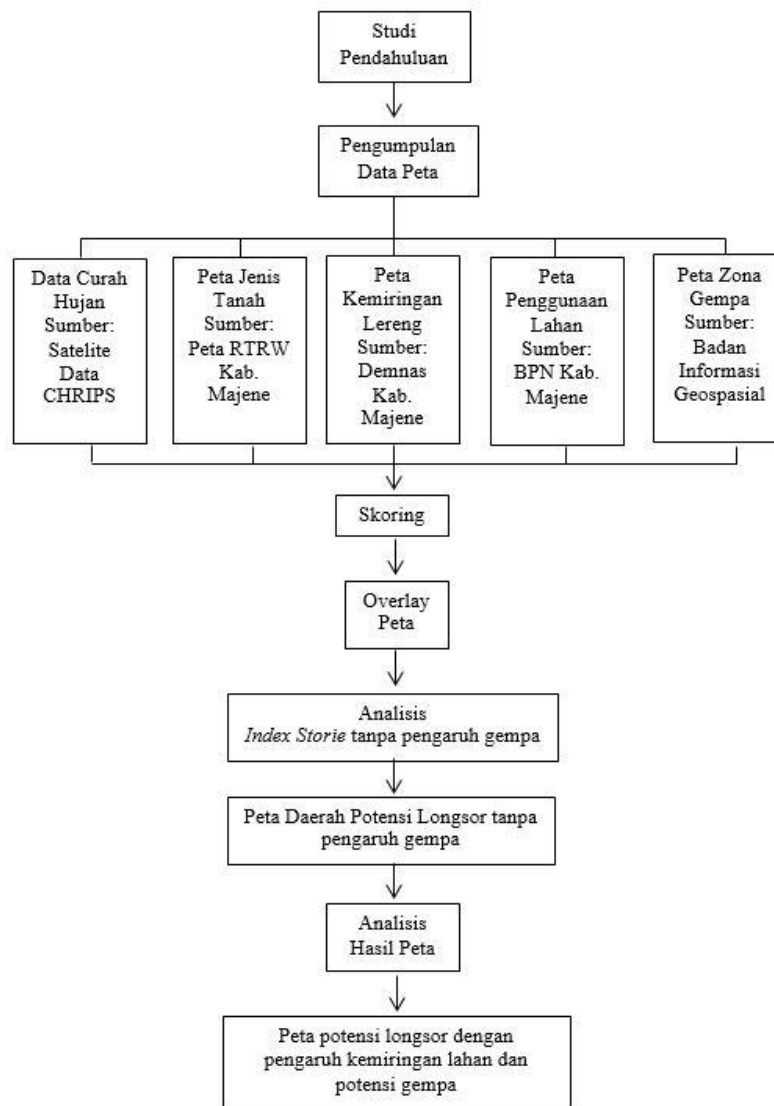 Studi
Pendahuluan
Pengumpulan
Data Peta
Data Curah
Hujan
Sumber:
Satelite
Data
CHRIPS
Peta Jenis
Tanah
Sumber:
Peta RTRW
Kab.
Majene
Peta
Kemiringan
Lereng
Sumber:
Demnas
Kab.
Majene
Peta
Penggunaan
Lahan
Sumber:
BPN Kab.
Majene
Peta Zona
Gempa
Sumber:
Badan
Informasi
Geospasial
Skoring
Overlay
Peta
Analisis
Index Storie tanpa pengaruh gempa
Peta Daerah Potensi Longsor tanpa
pengaruh gempa
Analisis
Hasil Peta
Peta potensi longsor dengan
pengaruh kemiringan lahan dan
potensi gempa